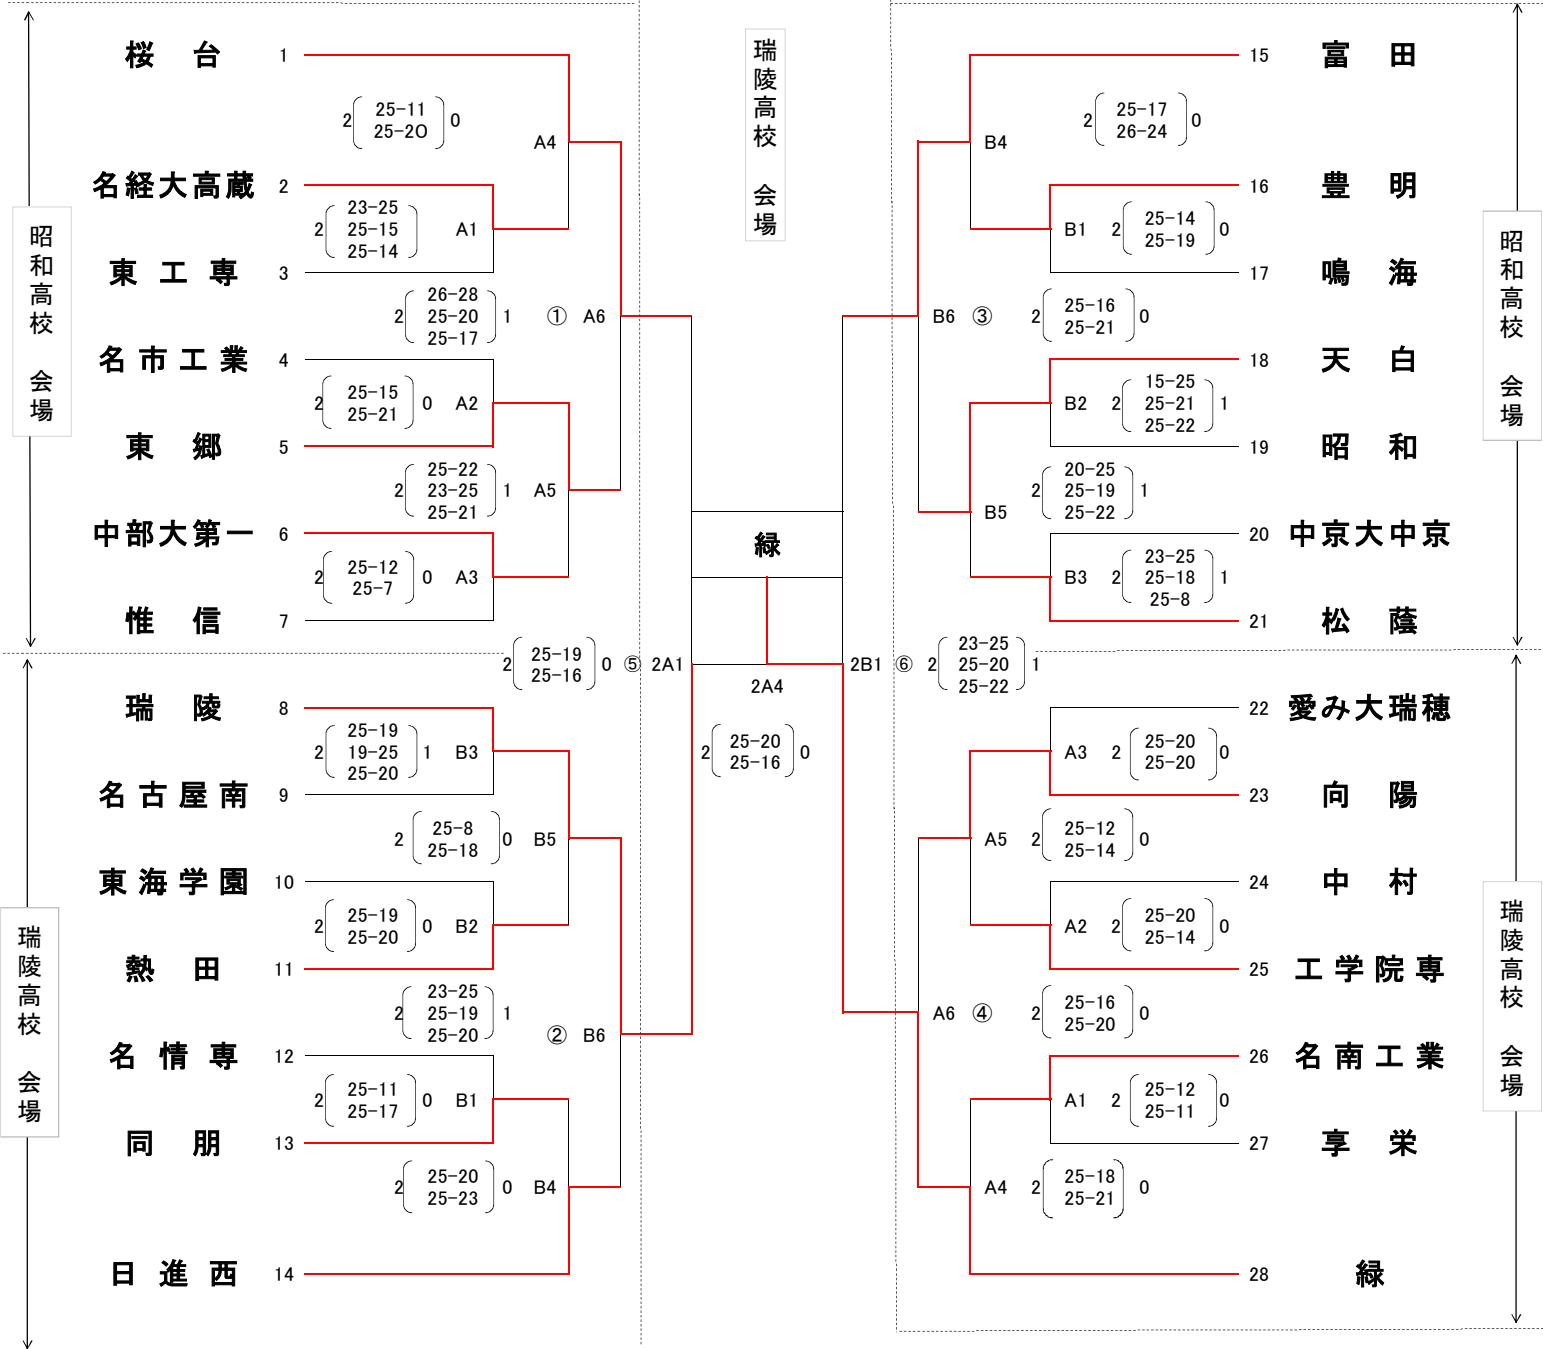 昭和高校 会場
桜 台 1
2 25-11 0
25-20
A4
名経大高蔵 2
2 23-25
25-15
25-14
A1
東工専 3
2 26-28 1
25-20
25-17
① A6
名市工業 4
2 25-15 0
25-21
A2
東 郷 5
2 25-22 1
23-25
25-21
A5
中部大第一 6
2 25-12 0
25-7
A3
惟 信 7
瑞陵高校 会場
2 25-19 0
25-16
⑤ 2A1
瑞 陵 8
2 25-19 1
19-25
25-20
B3
名古屋南 9
2 25-8 0
25-18
B5
東海学園 10
2 25-19 0
25-20
B2
熱 田 11
2 23-25 1
25-19
25-20
② B6
名情専 12
2 25-11 0
25-17
B1
同 朋 13
2 25-20 0
25-23
B4
日進西 14
瑞陵高校 会場
緑
2A4
2 25-20 0
25-16
昭和高校 会場
15 富 田
B4
2 25-17 0
26-24
16 豊 明
B1 2 25-14 0
25-19
17 鳴 海
B6 ③ 2 25-16 0
25-21
18 天 白
B2 2 15-25 1
25-21
25-22
19 昭 和
B5 2 20-25 1
25-19
25-22
20 中京大中京
B3 2 23-25 1
25-18
25-8
21 松 蔭
2B1 ⑥ 2 23-25 1
25-20
25-22
瑞陵高校 会場
22 愛み大瑞穂
A3 2 25-20 0
25-20
23 向 陽
A5 2 25-12 0
25-14
24 中 村
A2 2 25-20 0
25-14
25 工学院専
A6 ④ 2 25-16 0
25-20
26 名南工業
A1 2 25-12 0
25-11
27 享 栄
A4 2 25-18 0
25-21
28 緑